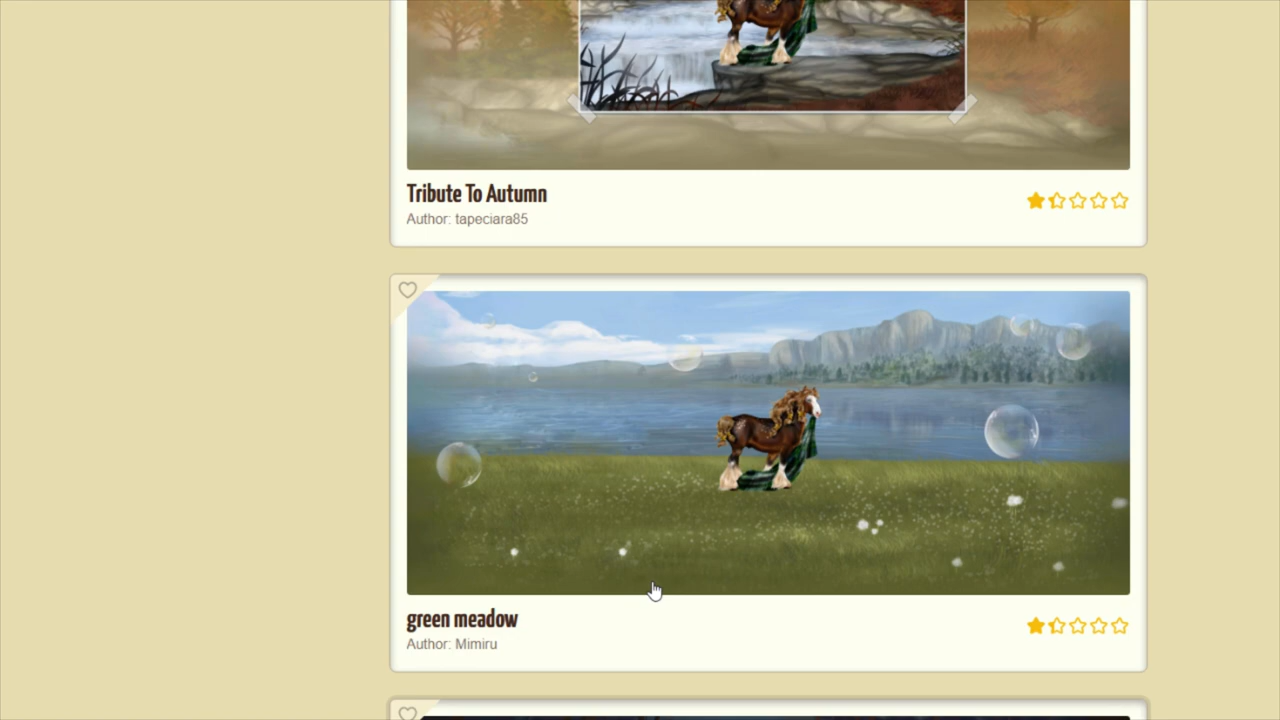 Tribute To Autumn
Author: tapeciara85
green meadow
Author: Mimiru